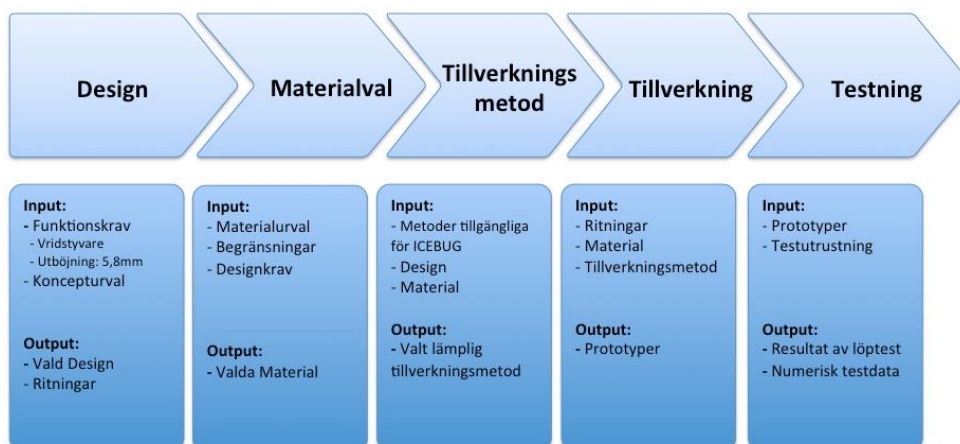 Design
Materialval
Tillverknings
metod
Tillverkning
Testning
Input:
- Funktionskrav
- Vridstyvare
- Utböjning: 5,8mm
- Koncepturval
Output:
- Vald Design
- Ritningar
Input:
- Materialurval
- Begränsningar
- Designkrav
Output:
- Valda Material
Input:
- Metoder tillgängliga
för ICEBUG
- Design
- Material
Output:
- Valt lämplig
tillverkningsmetod
Input:
- Ritningar
- Material
- Tillverkningsmetod
Output:
- Prototyper
Input:
- Prototyper
- Testutrustning
Output:
- Resultat av löptest
- Numerisk testdata